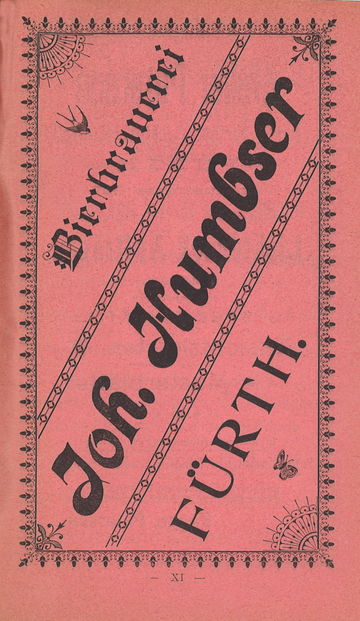 Bierbrauerei
Joh. Humbser
FÜRTH.
— XI —